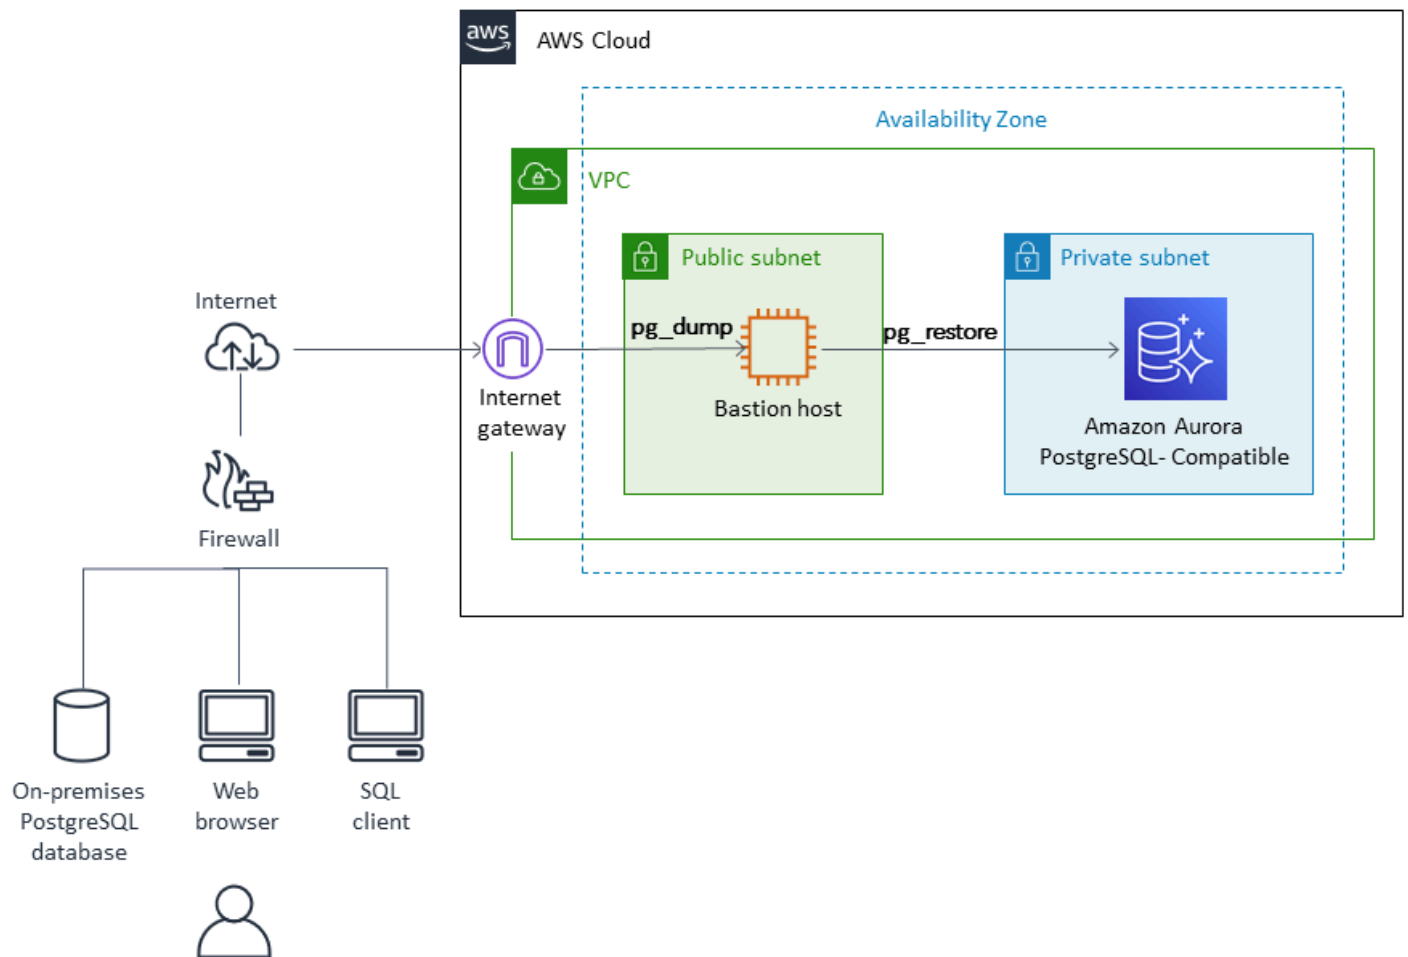 aws
AWS Cloud
Availability Zone
VPC
Public subnet
Private subnet
Internet
pg_dump
pg_restore
Internet
gateway
Bastion host
Amazon Aurora
PostgreSQL- Compatible
Firewall
On-premises
PostgreSQL
database
Web
browser
SQL
client